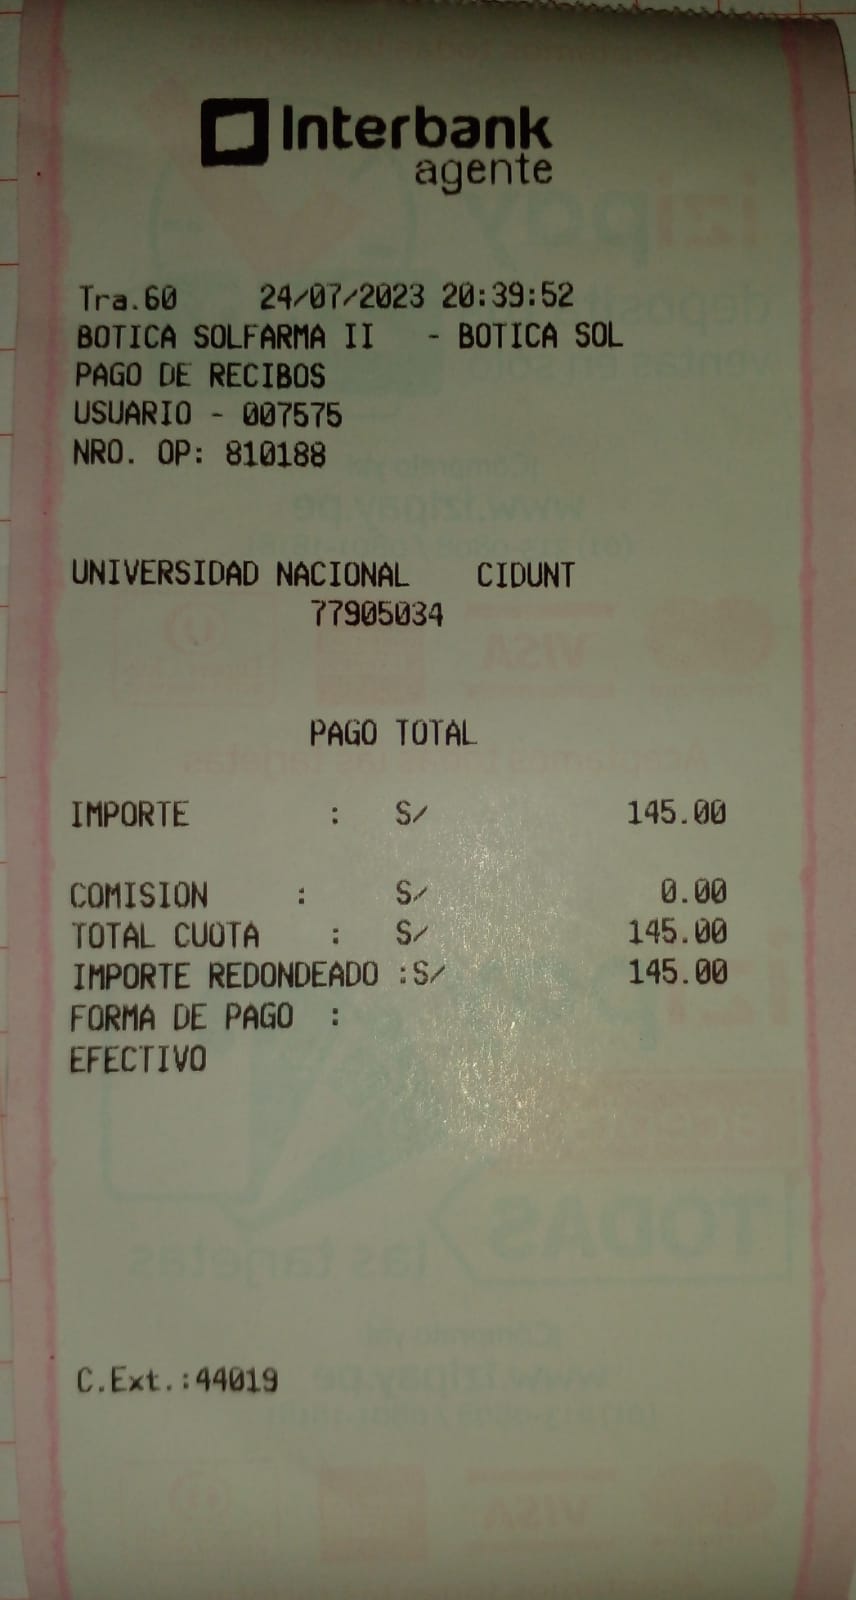 Interbank
agente
Tra.60 24/07/2023 20:39:52
BOTICA SOLFARMA II - BOTICA SOL
PAGO DE RECIBOS
USUARIO - 007575
NRO. OP: 810188
UNIVERSIDAD NACIONAL CIDUNT
77905034
PAGO TOTAL
IMPORTE : S/ 145.00
COMISION : S/ 0.00
TOTAL CUOTA : S/ 145.00
IMPORTE REDONDEADO :S/ 145.00
FORMA DE PAGO :
EFECTIVO
C.Ext.:44019